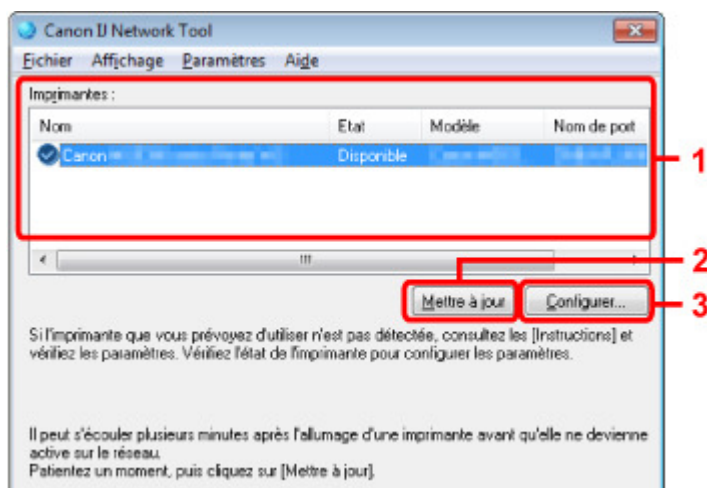 Canon IJ Network Tool
Fichier Affichage Paramètres Aide
Imprimantes :
Nom Etat Modèle Nom de port
Canon Disponible
1
2
Mettre à jour Configurer...
3
Si l'imprimante que vous prévoyez d'utiliser n'est pas détectée, consultez les [Instructions] et
vérifiez les paramètres. Vérifiez l'état de l'imprimante pour configurer les paramètres.
Il peut s'écouler plusieurs minutes après l'allumage d'une imprimante avant qu'elle ne devienne
active sur le réseau.
Patientez un moment, puis cliquez sur [Mettre à jour].